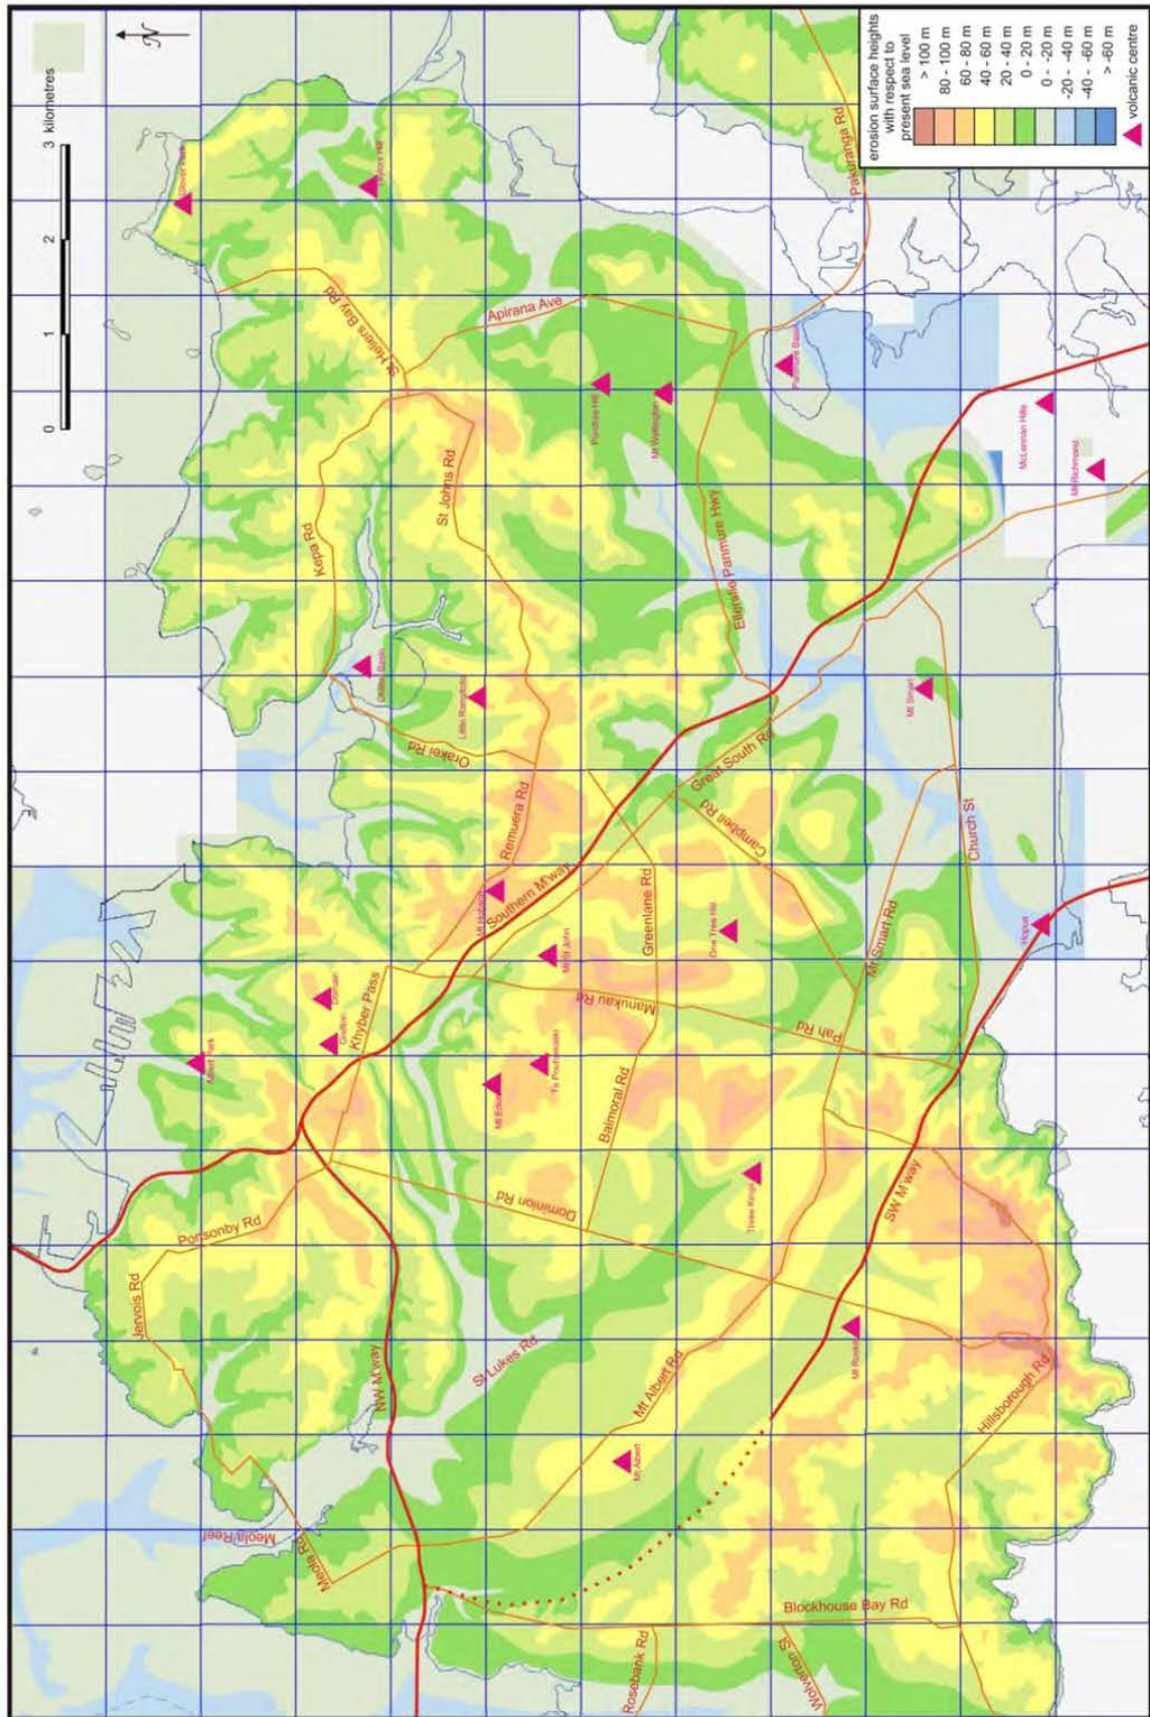 N
0 1 2 3 kilometres
erosion surface heights
with respect to
present sea level
> 100 m
80 - 100 m
60 - 80 m
40 - 60 m
20 - 40 m
0 - 20 m
0 - -20 m
-20 - -40 m
-40 - -60 m
> -60 m
volcanic centre
Glover Park
Taylors Hill
St Heliers Bay Rd
Apirana Ave
Pakuranga Rd
Panmure Basin
Purchas Hill
Mt Wellington
McLennan Hills
Mt Richmond
Kepa Rd
St Johns Rd
Ellerslie Panmure Hwy
Orakei Basin
Little Rangitoto
Orakei Rd
Mt Smart
Great South Rd
Remuera Rd
Campbell Rd
Church St
Mt Hobson
Southern M'way
Greenlane Rd
One Tree Hill
Mt Smart Rd
Hopua
Mt St John
Domain
Grafton
Khyber Pass
Manukau Rd
Pah Rd
Albert Park
Mt Eden
Te Pouhawaiki
Balmoral Rd
Three Kings
Dominion Rd
SW M'way
Ponsonby Rd
Jervois Rd
NW M'way
St Lukes Rd
Mt Albert Rd
Mt Roskill
Hillsborough Rd
Mt Albert
Meola Reef
Meola Rd
Blockhouse Bay Rd
Rosebank Rd
Wolverton St